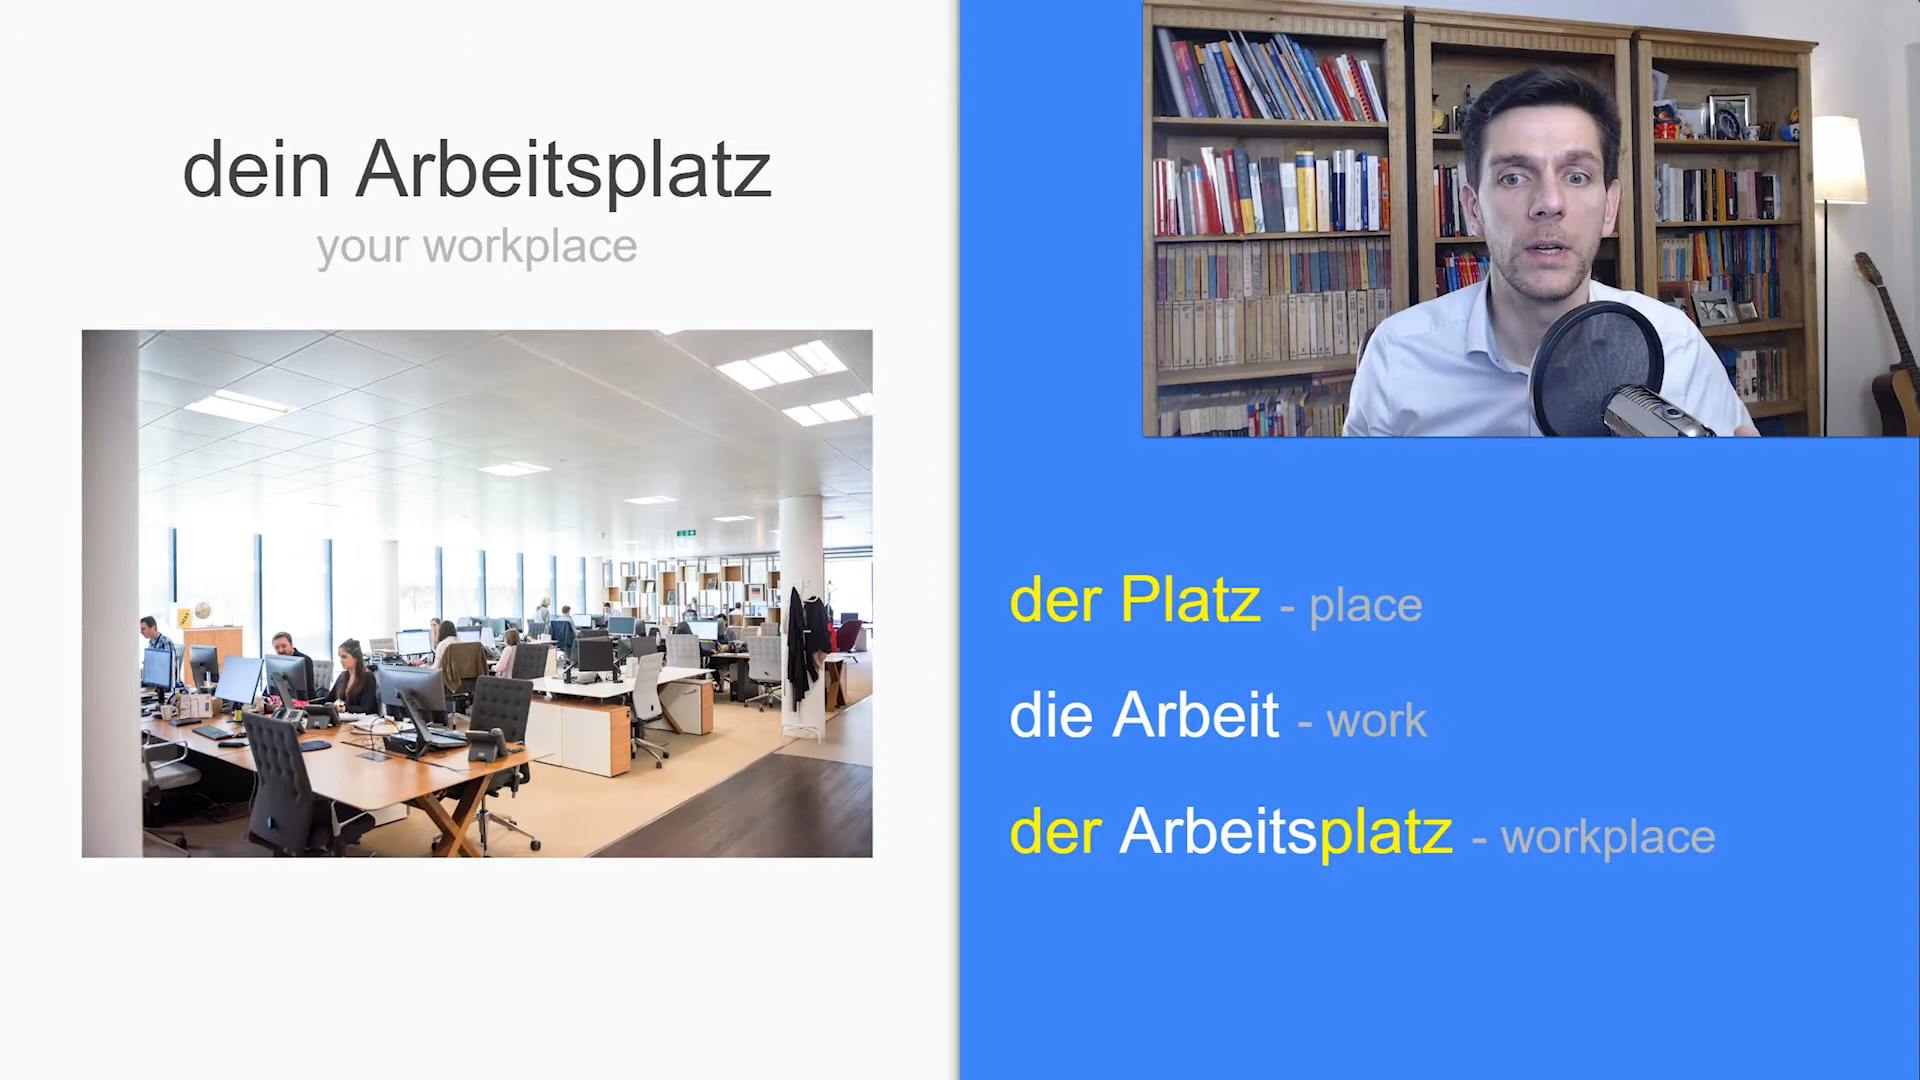 dein Arbeitsplatz
your workplace
der Platz - place
die Arbeit - work
der Arbeitsplatz - workplace